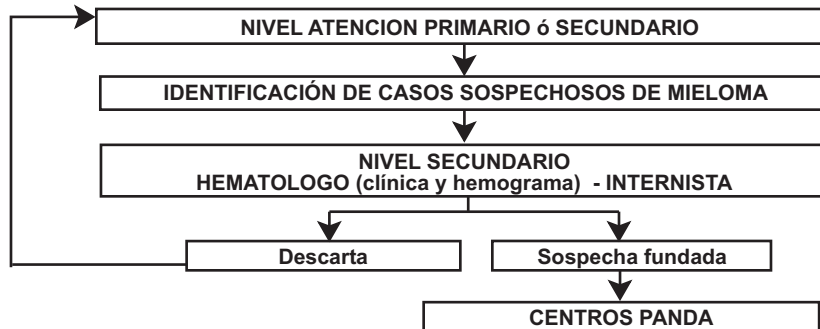 NIVEL ATENCION PRIMARIO ó SECUNDARIO
IDENTIFICACIÓN DE CASOS SOSPECHOSOS DE MIELOMA
NIVEL SECUNDARIO
HEMATOLOGO (clínica y hemograma) - INTERNISTA
Descarta
Sospecha fundada
CENTROS PANDA